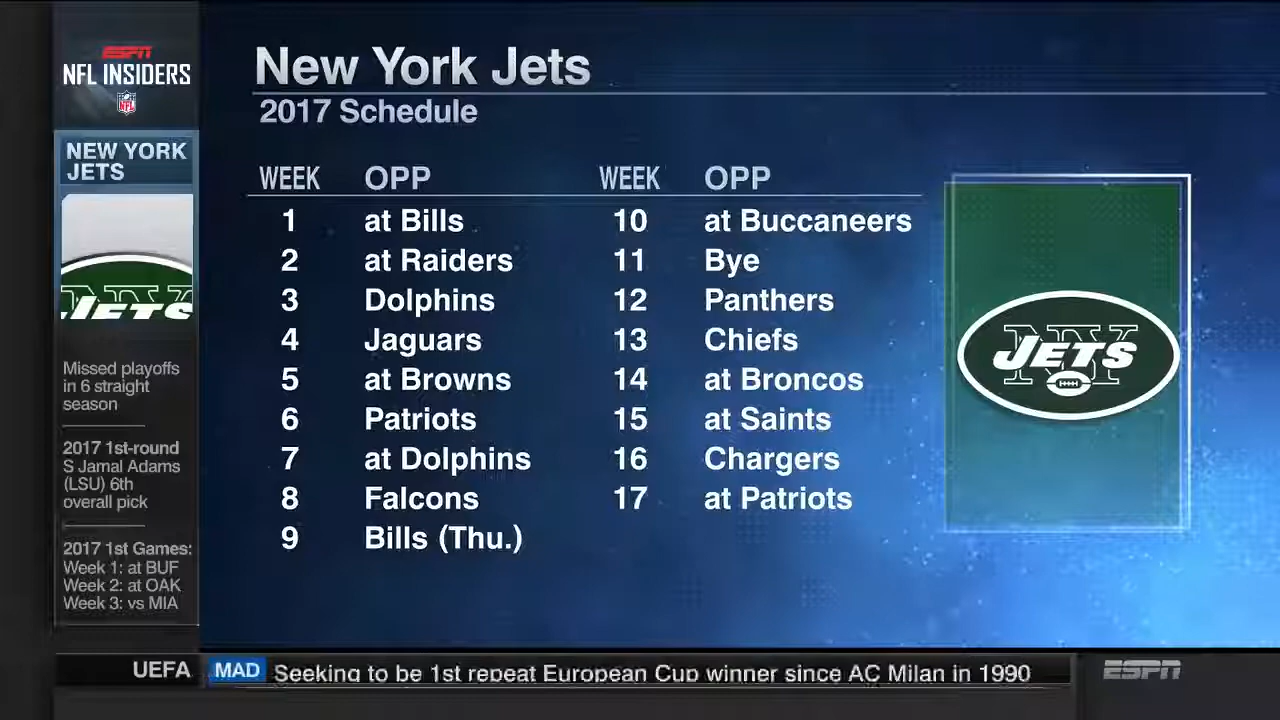 ESPN
NFL INSIDERS
NFL
NEW YORK
JETS
NY JETS
Missed playoffs
in 6 straight
season
2017 1st-round
S Jamal Adams
(LSU) 6th
overall pick
2017 1st Games:
Week 1: at BUF
Week 2: at OAK
Week 3: vs MIA
New York Jets
2017 Schedule
WEEK OPP WEEK OPP
1 at Bills 10 at Buccaneers
2 at Raiders 11 Bye
3 Dolphins 12 Panthers
4 Jaguars 13 Chiefs
5 at Browns 14 at Broncos
6 Patriots 15 at Saints
7 at Dolphins 16 Chargers
8 Falcons 17 at Patriots
9 Bills (Thu.)
NY JETS
UEFA MAD Seeking to be 1st repeat European Cup winner since AC Milan in 1990
ESPN